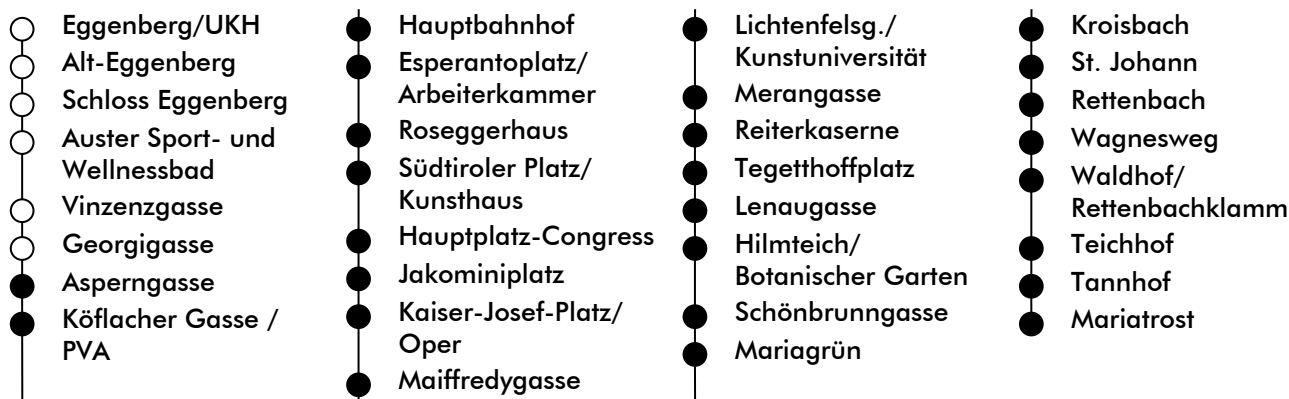 Eggenberg/UKH
Alt-Eggenberg
Schloss Eggenberg
Auster Sport- und
Wellnessbad
Vinzenzgasse
Georgigasse
Asperngasse
Köflacher Gasse /
PVA
Hauptbahnhof
Esperantoplatz/
Arbeiterkammer
Roseggerhaus
Südtiroler Platz/
Kunsthaus
Hauptplatz-Congress
Jakominiplatz
Kaiser-Josef-Platz/
Oper
Maiffredygasse
Lichtenfelsg./
Kunstuniversität
Merangasse
Reiterkaserne
Tegetthoffplatz
Lenaugasse
Hilmteich/
Botanischer Garten
Schönbrunngasse
Mariagrün
Kroisbach
St. Johann
Rettenbach
Wagnesweg
Waldhof/
Rettenbachklamm
Teichhof
Tannhof
Mariatrost